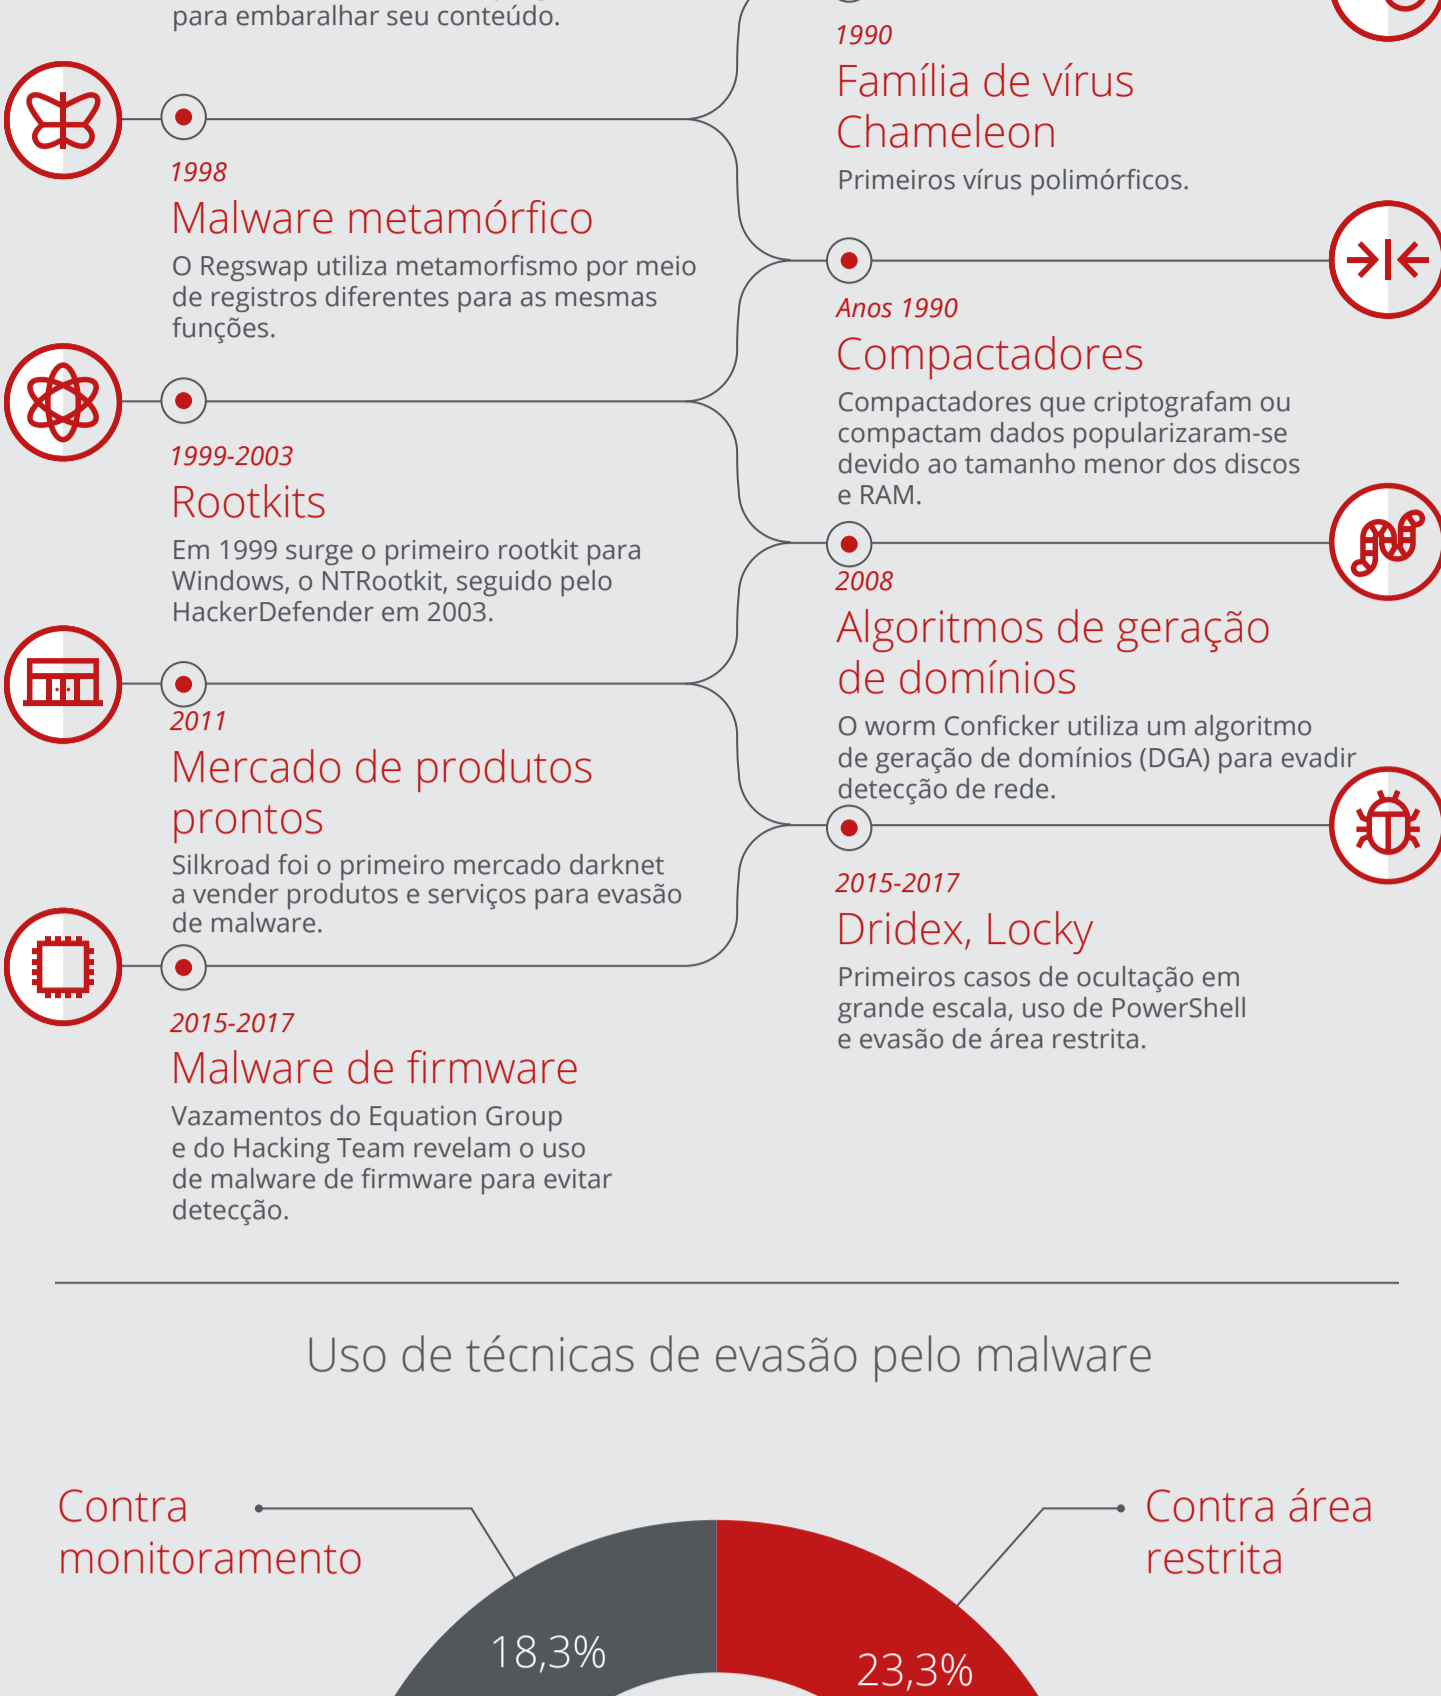 para embaralhar seu conteúdo.
1990
Família de vírus
Chameleon
Primeiros vírus polimórficos.
1998
Malware metamórfico
O Regswap utiliza metamorfismo por meio
de registros diferentes para as mesmas
funções.
Anos 1990
Compactadores
Compactadores que criptografam ou
compactam dados popularizaram-se
devido ao tamanho menor dos discos
e RAM.
1999-2003
Rootkits
Em 1999 surge o primeiro rootkit para
Windows, o NTRootkit, seguido pelo
HackerDefender em 2003.
2008
Algoritmos de geração
de domínios
O worm Conficker utiliza um algoritmo
de geração de domínios (DGA) para evadir
detecção de rede.
2011
Mercado de produtos
prontos
Silkroad foi o primeiro mercado darknet
a vender produtos e serviços para evasão
de malware.
2015-2017
Dridex, Locky
Primeiros casos de ocultação em
grande escala, uso de PowerShell
e evasão de área restrita.
2015-2017
Malware de firmware
Vazamentos do Equation Group
e do Hacking Team revelam o uso
de malware de firmware para evitar
detecção.
Uso de técnicas de evasão pelo malware
Contra
monitoramento
Contra área
restrita
18,3%
23,3%